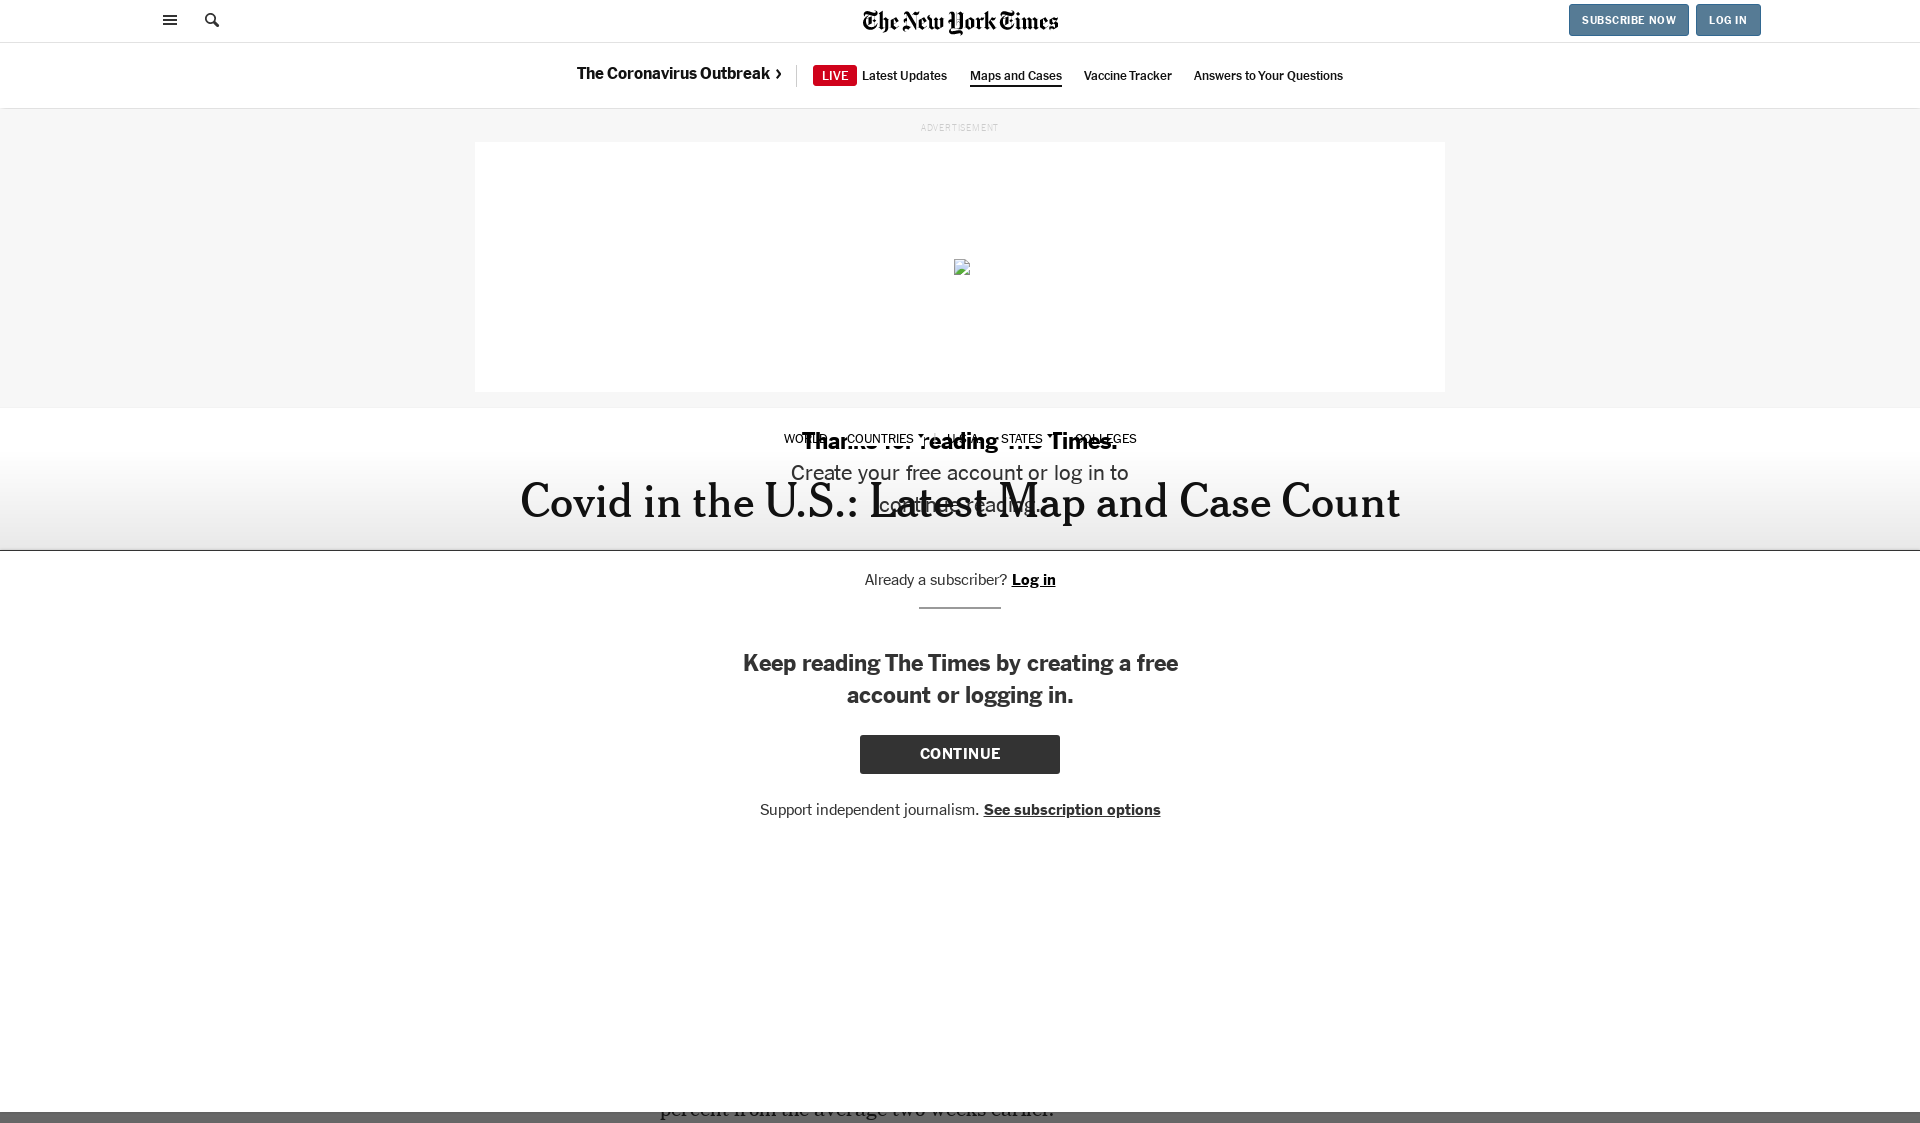 The New York Times
SUBSCRIBE NOW
LOG IN
The Coronavirus Outbreak ›
LIVE Latest Updates
Maps and Cases
Vaccine Tracker
Answers to Your Questions
ADVERTISEMENT
WORLD
COUNTRIES
U.S.A.
STATES
COLLEGES
Thanks for reading The Times.
Create your free account or log in to
continue reading.
Covid in the U.S.: Latest Map and Case Count
Already a subscriber? Log in
Keep reading The Times by creating a free
account or logging in.
CONTINUE
Support independent journalism. See subscription options
percent from the average two weeks earlier.